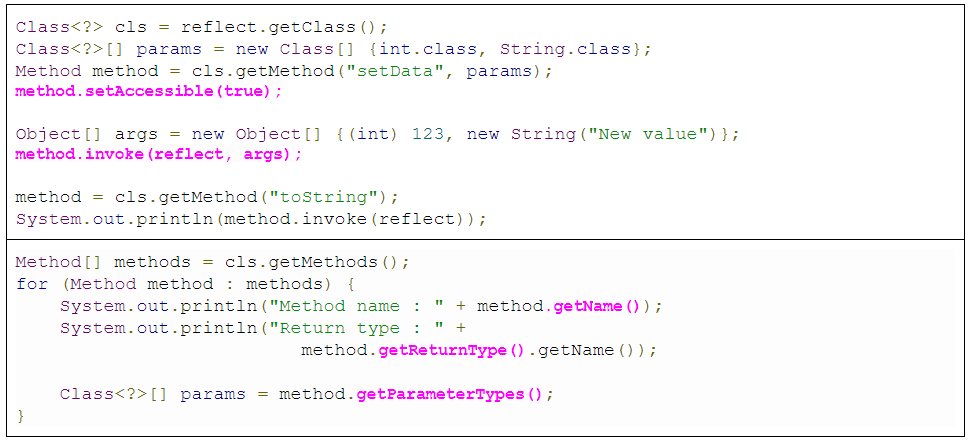 Class<?> cls = reflect.getClass();
Class<?>[] params = new Class[] {int.class, String.class};
Method method = cls.getMethod("setData", params);
method.setAccessible(true);
Object[] args = new Object[] {(int) 123, new String("New value")};
method.invoke(reflect, args);
method = cls.getMethod("toString");
System.out.println(method.invoke(reflect));
Method[] methods = cls.getMethods();
for (Method method : methods) {
System.out.println("Method name : " + method.getName());
System.out.println("Return type : " +
method.getReturnType().getName());
Class<?>[] params = method.getParameterTypes();
}